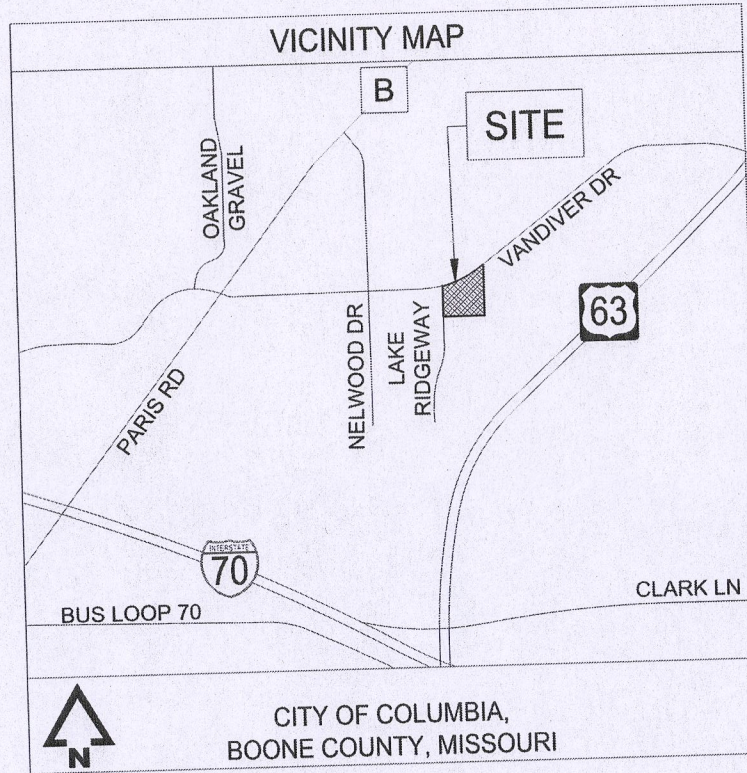 VICINITY MAP
B
SITE
OAKLAND
GRAVEL
VANDIVER DR
63
NELWOOD DR
LAKE
RIDGEWAY
PARIS RD
INTERSTATE
70
BUS LOOP 70
CLARK LN
N
CITY OF COLUMBIA,
BOONE COUNTY, MISSOURI